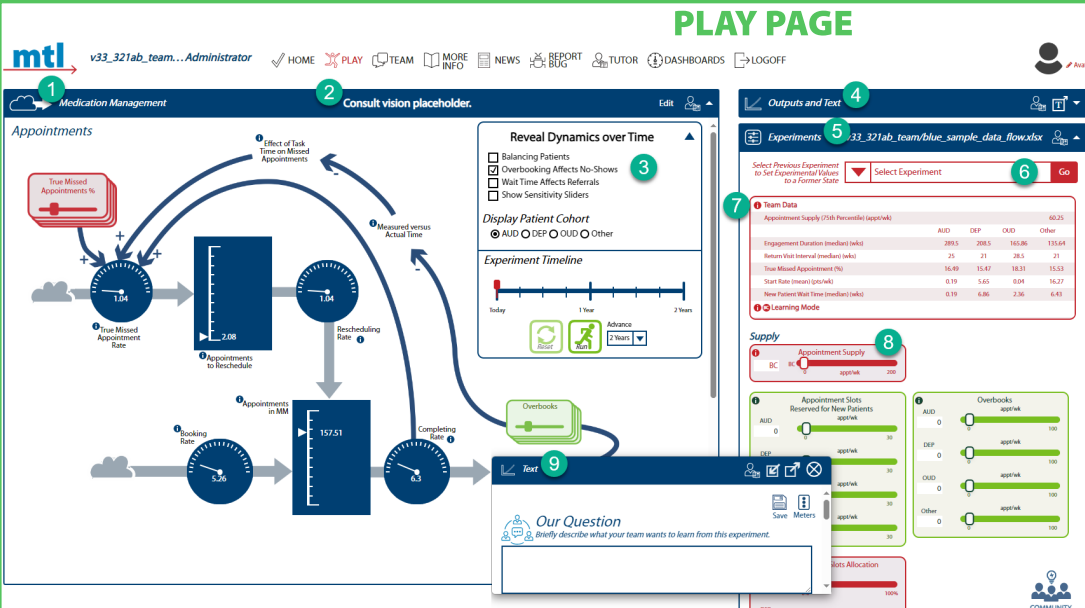 PLAY PAGE
mtl
v33_321ab_team...Administrator
HOME
PLAY
TEAM
MORE INFO
NEWS
REPORT BUG
TUTOR
DASHBOARDS
LOGOFF
Ava
1
Medication Management
2
Consult vision placeholder.
Edit
Appointments
Effect of Task
Time on Missed
Appointments
True Missed
Appointments %
+
+
+
-
Measured versus
Actual Time
-
1.04
True Missed
Appointment
Rate
2.08
Appointments
to Reschedule
1.04
Rescheduling
Rate
Appointments
in MM
157.51
Booking
Rate
5.26
Completing
Rate
6.3
Overbooks
Reveal Dynamics over Time
Balancing Patients
Overbooking Affects No-Shows
3
Wait Time Affects Referrals
Show Sensitivity Sliders
Display Patient Cohort
AUD DEP OUD Other
Experiment Timeline
Today 1 Year 2 Years
Reset
Run
Advance
2 Years
9
Text
Save Meters
Our Question
Briefly describe what your team wants to learn from this experiment.
4
Outputs and Text
T
5
Experiments
v33_321ab_team/blue_sample_data_flow.xlsx
Select Previous Experiment
to Set Experimental Values
to a Former State
Select Experiment
6
Go
7
Team Data
Appointment Supply (75th Percentile) (appt/wk) 60.25
AUD DEP OUD Other
Engagement Duration (median) (wks) 289.5 208.5 165.86 135.64
Return Visit Interval (median) (wks) 25 21 28.5 21
True Missed Appointment (%) 16.49 15.47 18.31 15.53
Start Rate (mean) (pts/wk) 0.19 5.65 0.04 16.27
New Patient Wait Time (median) (wks) 0.19 6.86 2.36 6.43
Learning Mode
Supply
8
Appointment Supply
BC
BC
0 appt/wk 200
Appointment Slots
Reserved for New Patients
AUD appt/wk
0
0 30
DEP appt/wk
30
appt/wk
30
appt/wk
30
Overbooks
AUD appt/wk
0
0 100
DEP appt/wk
0
0 100
OUD appt/wk
0
0 100
Other appt/wk
0
0 100
Slots Allocation
100%
COMMUNITY